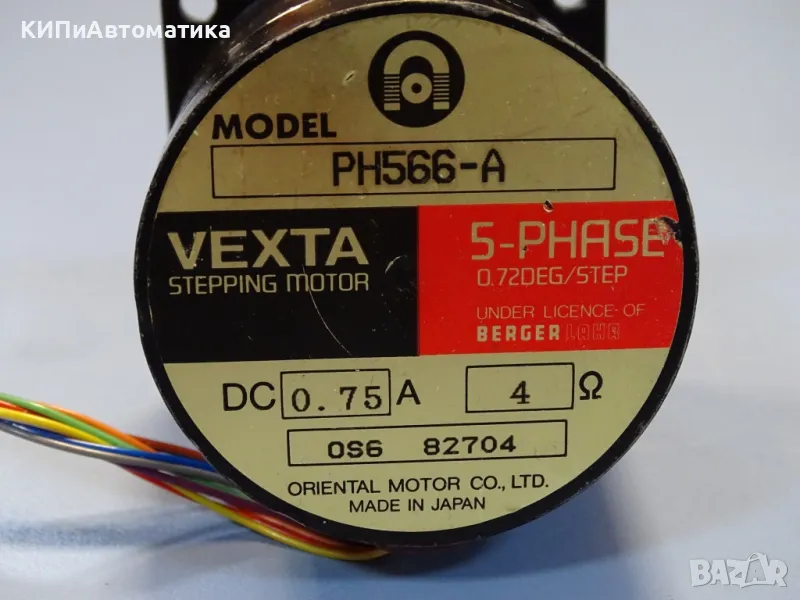 КИПиАвтоматика
MODEL
PH566-A
VEXTA
STEPPING MOTOR
5-PHASE
0.72DEG/STEP
UNDER LICENCE OF
BERGER LAHR
DC 0.75 A 4 Ω
0S6 82704
ORIENTAL MOTOR CO., LTD.
MADE IN JAPAN
BAZAR